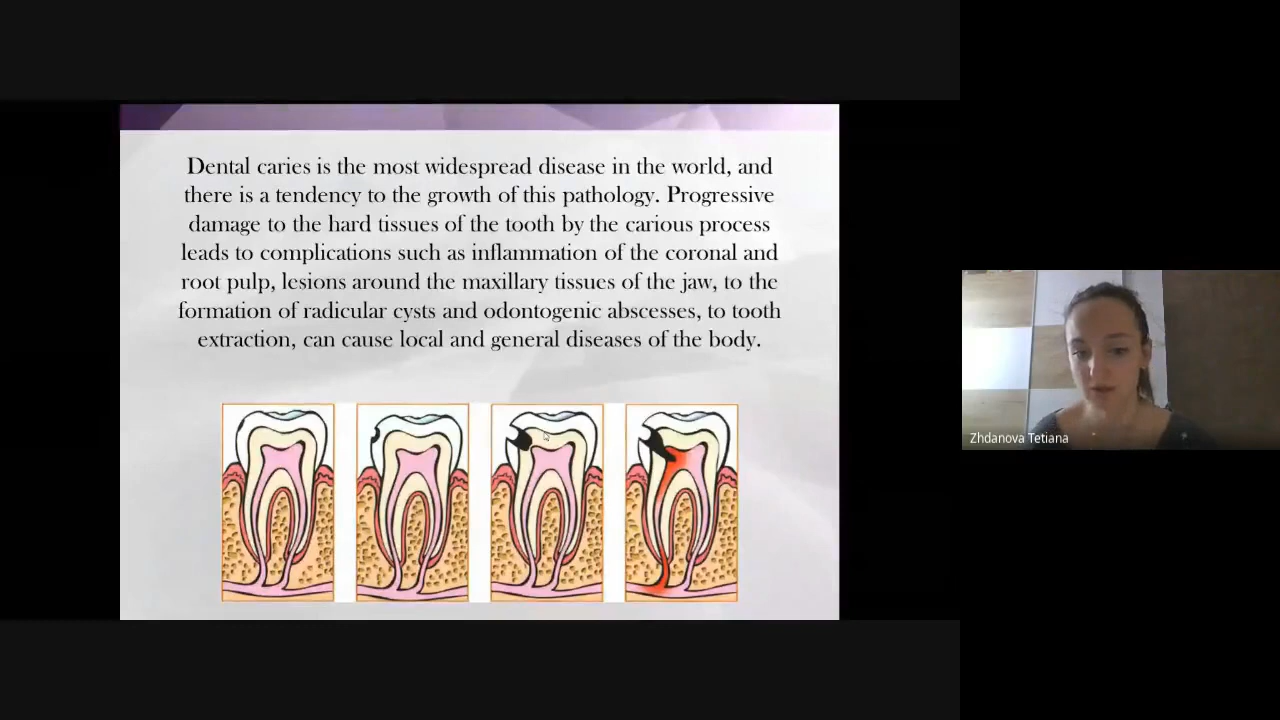 Dental caries is the most widespread disease in the world, and
there is a tendency to the growth of this pathology. Progressive
damage to the hard tissues of the tooth by the carious process
leads to complications such as inflammation of the coronal and
root pulp, lesions around the maxillary tissues of the jaw, to the
formation of radicular cysts and odontogenic abscesses, to tooth
extraction, can cause local and general diseases of the body.
Zhdanova Tetiana